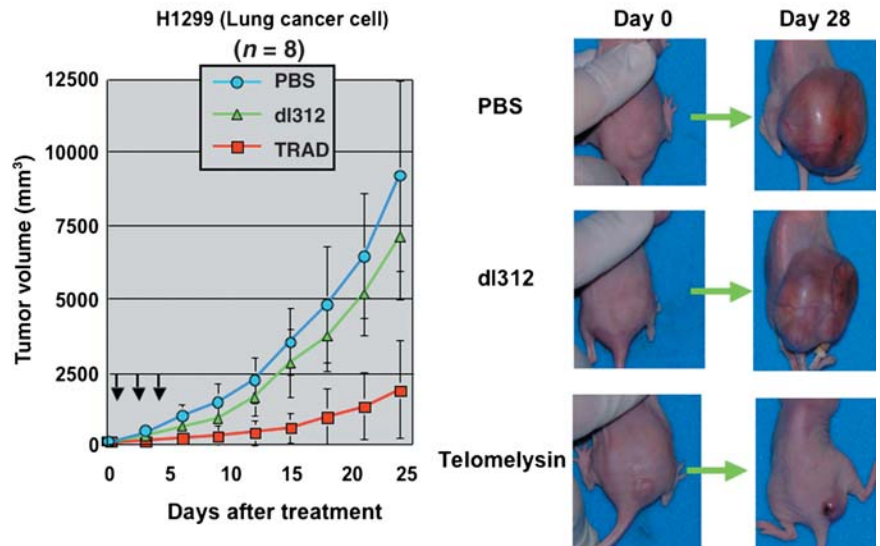 H1299 (Lung cancer cell)
(n = 8)
12500
10000
7500
5000
2500
0
Tumor volume (mm³)
PBS
dl312
TRAD
0 5 10 15 20 25
Days after treatment
Day 0 Day 28
PBS
dl312
Telomelysin